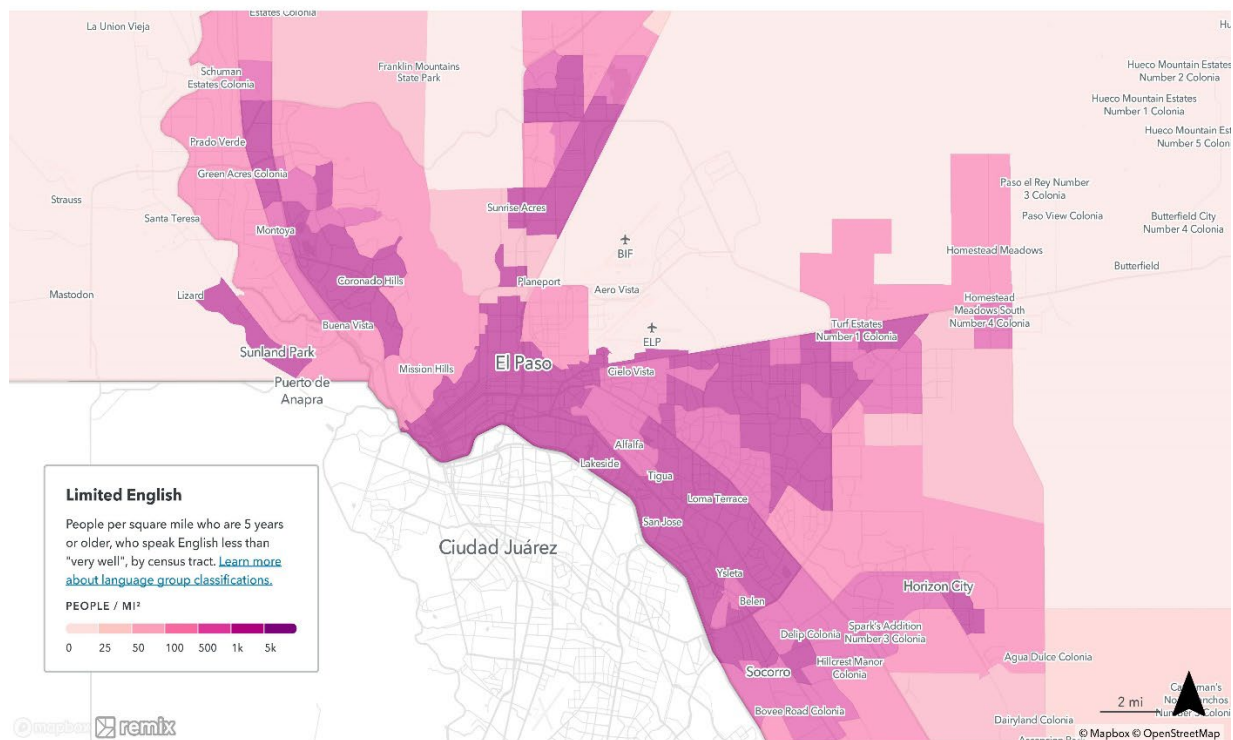 La Union Vieja
Estates Colonia
Schuman
Estates Colonia
Franklin Mountains
State Park
Hueco Mountain Estates
Number 2 Colonia
Hueco Mountain Estates
Number 1 Colonia
Hueco Mountain Est
Number 5 Coloni
Prado Verde
Green Acres Colonia
Strauss
Santa Teresa
Montoya
Sunrise Acres
Paso el Rey Number
3 Colonia
Paso View Colonia
Butterfield City
Number 4 Colonia
BIF
Homestead Meadows
Butterfield
Mastodon
Lizard
Coronado Hills
Planeport
Aero Vista
Homestead
Meadows South
Number 4 Colonia
Buena Vista
ELP
Turf Estates
Number 1 Colonia
Sunland Park
Mission Hills
El Paso
Cielo Vista
Puerto de
Anapra
Alfalfa
Lakeside
Tigua
Loma Terrace
San Jose
Ciudad Juárez
Ysleta
Belen
Horizon City
Delip Colonia
Spark's Addition
Number 3 Colonia
Hillcrest Manor
Colonia
Socorro
Agua Dulce Colonia
Bovee Road Colonia
Dairyland Colonia
Limited English
People per square mile who are 5 years
or older, who speak English less than
"very well", by census tract. Learn more
about language group classifications.
PEOPLE / MI²
0 25 50 100 500 1k 5k
2 mi
mapbox remix
© Mapbox © OpenStreetMap